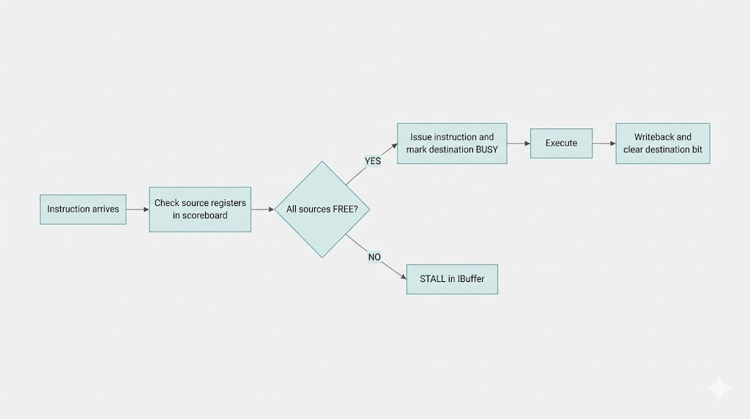 Instruction arrives
Check source registers
in scoreboard
All sources FREE?
YES
Issue instruction and
mark destination BUSY
Execute
Writeback and
clear destination bit
NO
STALL in IBuffer